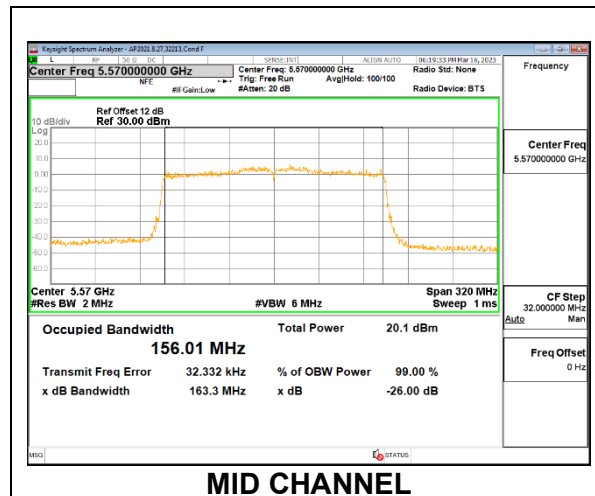 Keysight Spectrum Analyzer - AP2021.8.27,32213,Cond F
L RF 50 Ω DC SENSE:INT ALIGN AUTO 06:19:33 PM Mar 16, 2023
Center Freq 5.570000000 GHz
NFE
#IFGain:Low
Center Freq: 5.570000000 GHz
Trig: Free Run Avg|Hold: 100/100
#Atten: 20 dB
Radio Std: None
Radio Device: BTS
Frequency
Ref Offset 12 dB
10 dB/div Ref 30.00 dBm
Log
20.0
10.0
0.00
-10.0
-20.0
-30.0
-40.0
-50.0
-60.0
Center Freq
5.570000000 GHz
Center 5.57 GHz Span 320 MHz
#Res BW 2 MHz #VBW 6 MHz Sweep 1 ms
CF Step
32.000000 MHz
Auto Man
Occupied Bandwidth Total Power 20.1 dBm
156.01 MHz
Transmit Freq Error 32.332 kHz % of OBW Power 99.00 %
x dB Bandwidth 163.3 MHz x dB -26.00 dB
Freq Offset
0 Hz
MSG STATUS
MID CHANNEL